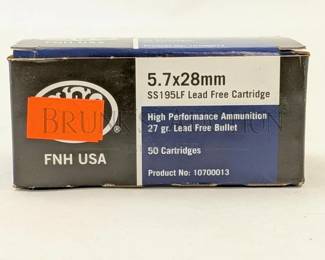 5.7x28mm
SS195LF Lead Free Cartridge
High Performance Ammunition
27 gr. Lead Free Bullet
50 Cartridges
Product No: 10700013
®
FNH USA